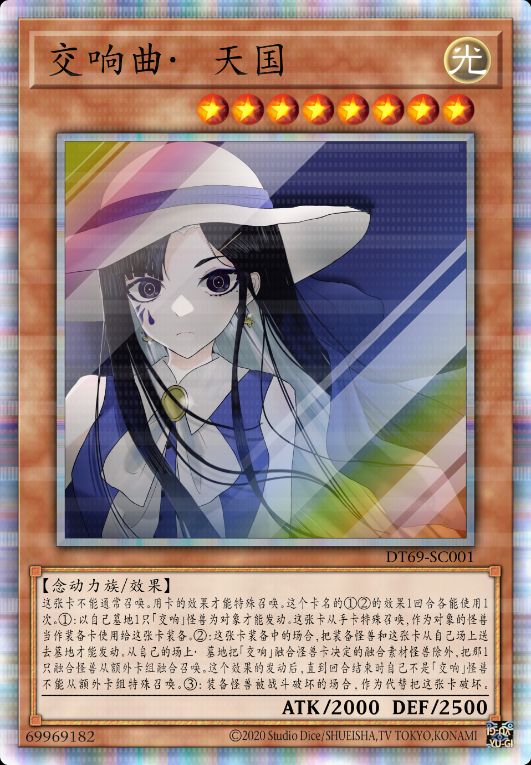 交响曲· 天国
光
DT69-SC001
【念动力族/效果】
这张卡不能通常召唤。用卡的效果才能特殊召唤。这个卡名的①②的效果1回合各能使用1
次。①:以自己墓地1只「交响」怪兽为对象才能发动。这张卡从手卡特殊召唤,作为对象的怪兽
当作装备卡使用给这张卡装备。②:这张卡装备中的场合,把装备怪兽和这张卡从自己场上送
去墓地才能发动。从自己的场上·墓地把「交响」融合怪兽卡决定的融合素材怪兽除外,把那1
只融合怪兽从额外卡组融合召唤。这个效果的发动后,直到回合结束时自己不是「交响」怪兽
不能从额外卡组特殊召唤。③:装备怪兽被战斗破坏的场合,作为代替把这张卡破坏。
ATK/2000 DEF/2500
69969182
©2020 Studio Dice/SHUEISHA,TV TOKYO,KONAMI